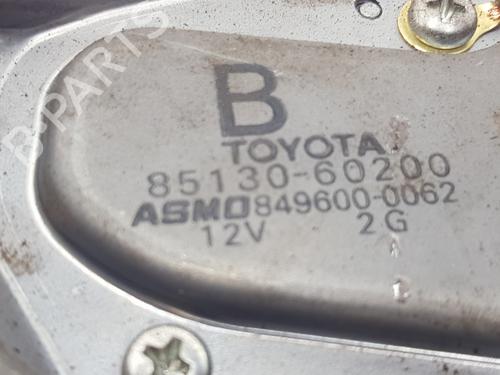 B
TOYOTA
85130-60200
ASMO 849600-0062
12V 2G
B-PARTS